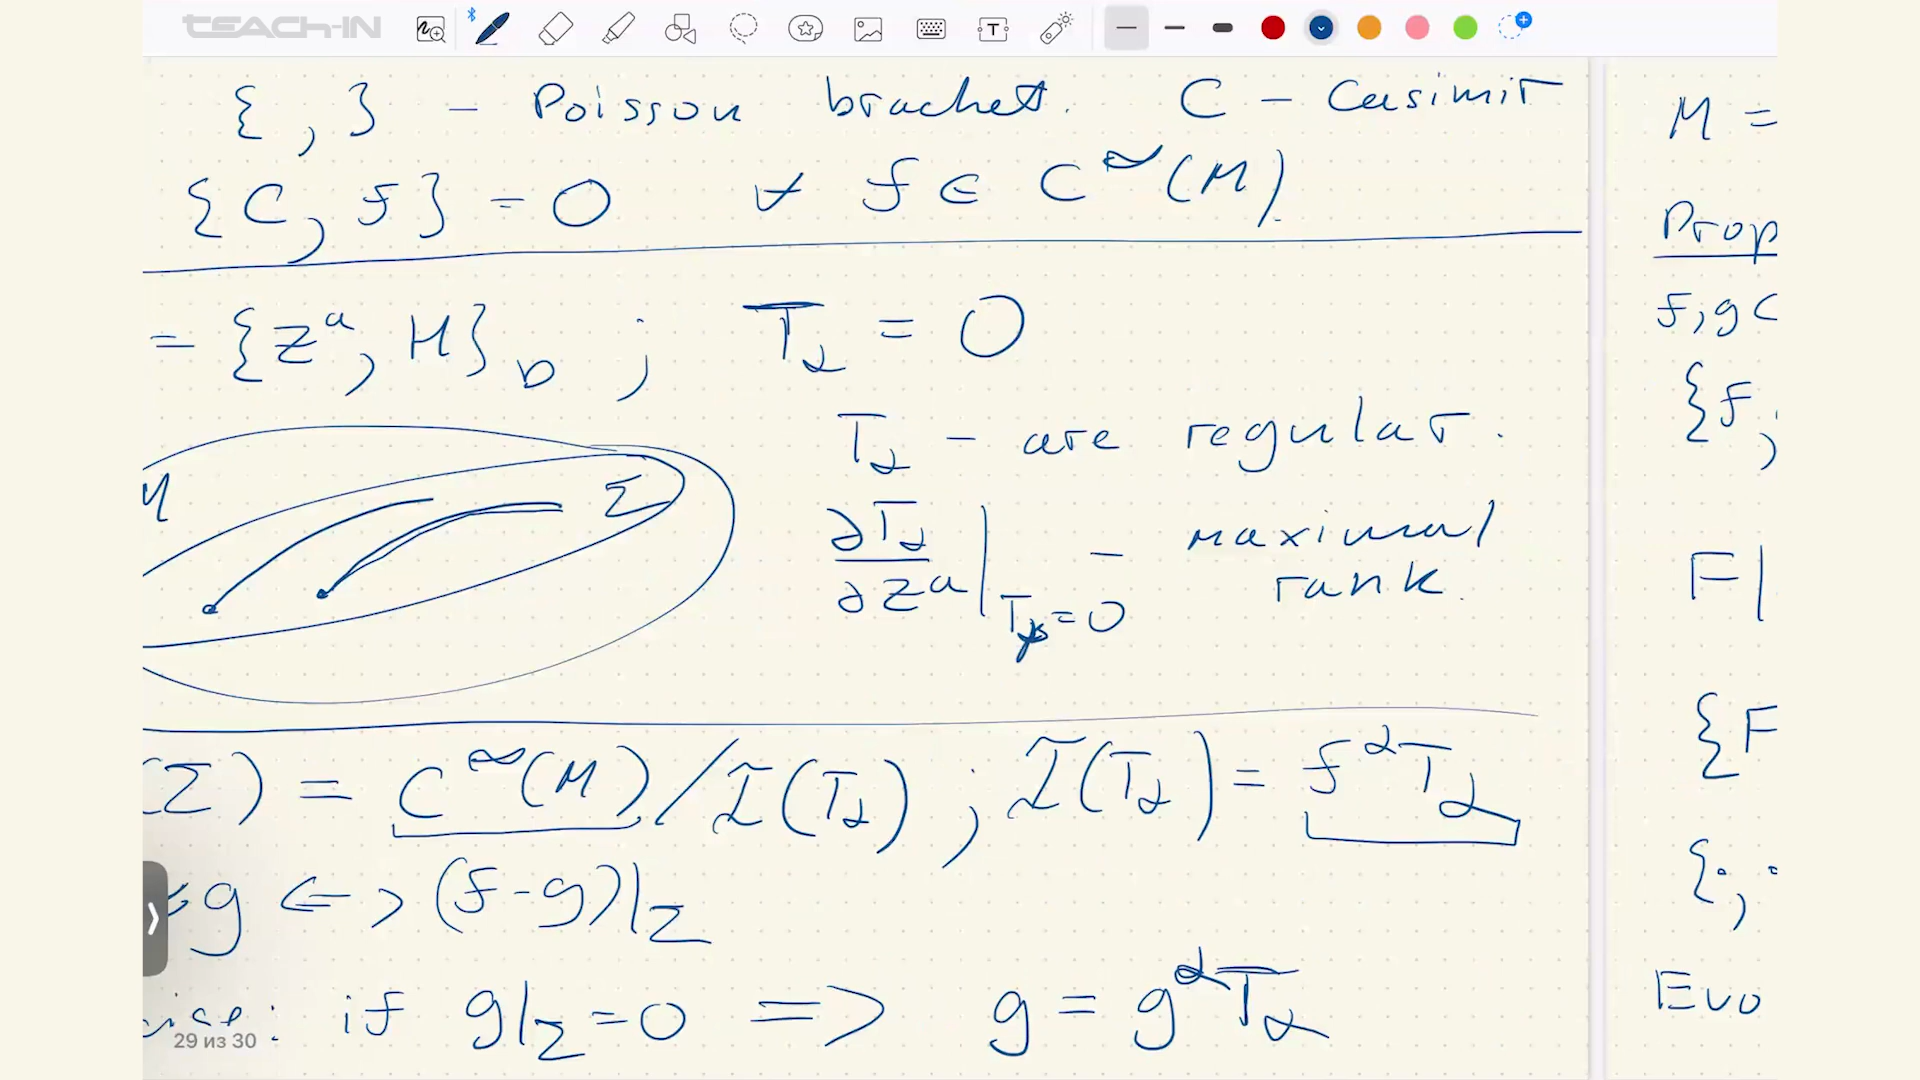 teach-in
{ , } – Poisson bracket. C – Casimir
{C, f} = 0 ∀ f ∈ C^∞(M).
= {z^a, H}_D ; T_α = 0
T_α – are regular.
M Σ
∂T_α/∂z^a |_{T_β=0} – maximal
rank.
(Σ) = C^∞(M) / I(T_α) ; I(T_α) = f^α T_α
g <-> (f-g)|_Σ
if g|_Σ = 0 => g = g^α T_α
29 из 30
M =
Prop
f, g ∈
{f,
F|
{F
{·, ·
Evo